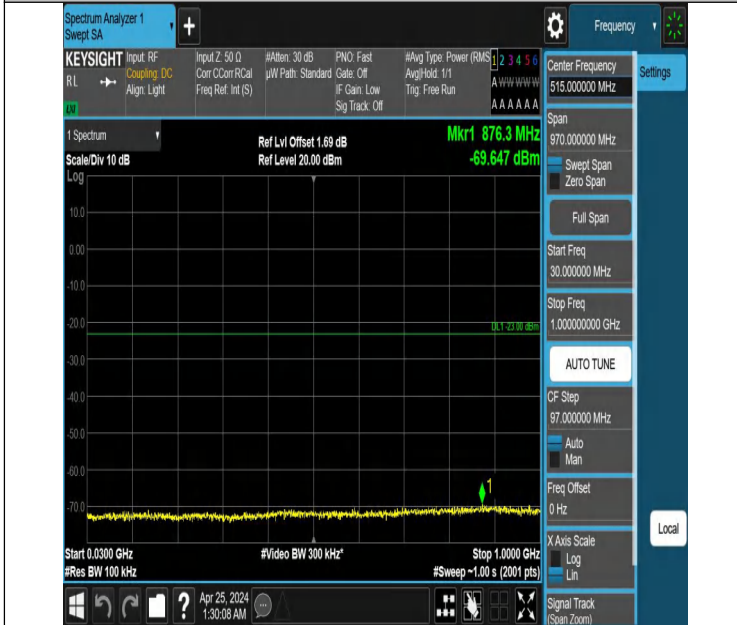 Spectrum Analyzer 1
Swept SA
Frequency
KEYSIGHT
RL
Input: RF
Coupling: DC
Align: Light
Input Z: 50 Ω
Corr CCorr RCal
Freq Ref: Int (S)
#Atten: 30 dB
µW Path: Standard
PNO: Fast
Gate: Off
IF Gain: Low
Sig Track: Off
#Avg Type: Power (RMS
Avg|Hold: 1/1
Trig: Free Run
1 2 3 4 5 6
A W W W W W
A A A A A A
1 Spectrum
Scale/Div 10 dB
Ref Lvl Offset 1.69 dB
Ref Level 20.00 dBm
Mkr1 876.3 MHz
-69.647 dBm
Log
10.0
0.00
-10.0
-20.0
DL1 -23.00 dBm
-30.0
-40.0
-50.0
-60.0
1
-70.0
Start 0.0300 GHz
#Res BW 100 kHz
#Video BW 300 kHz*
Stop 1.0000 GHz
#Sweep ~1.00 s (2001 pts)
Apr 25, 2024
1:30:08 AM
Center Frequency
515.000000 MHz
Span
970.000000 MHz
Swept Span
Zero Span
Full Span
Start Freq
30.000000 MHz
Stop Freq
1.000000000 GHz
AUTO TUNE
CF Step
97.000000 MHz
Auto
Man
Freq Offset
0 Hz
X Axis Scale
Log
Lin
Signal Track
(Span Zoom)
Settings
Local